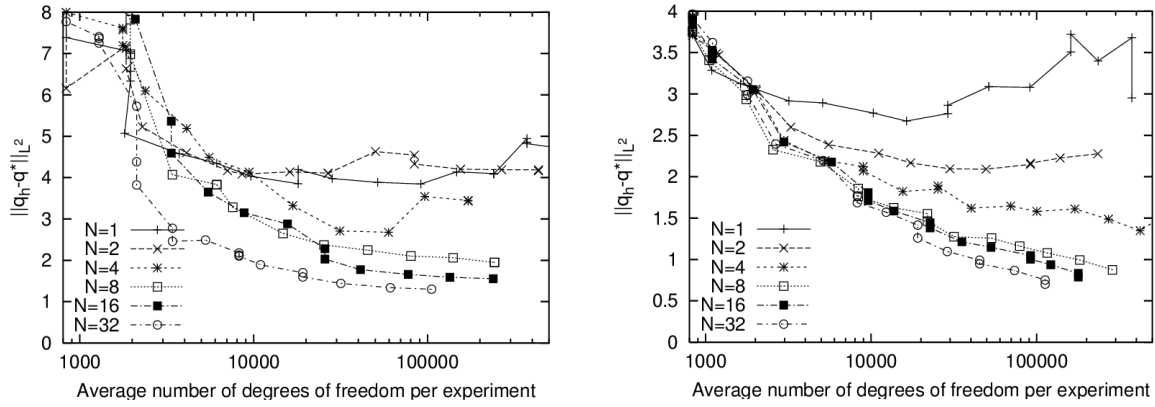 8
7
6
5
4
3
2
1
0
||q_h-q*||_L²
N=1
N=2
N=4
N=8
N=16
N=32
1000
10000
100000
Average number of degrees of freedom per experiment
4
3.5
3
2.5
2
1.5
1
0.5
0
||q_h-q*||_L²
N=1
N=2
N=4
N=8
N=16
N=32
1000
10000
100000
Average number of degrees of freedom per experiment